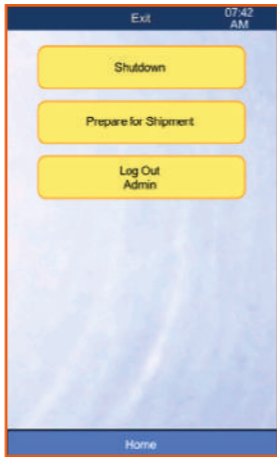 Exit
07:42
AM
Shutdown
Prepare for Shipment
Log Out
Admin
Home